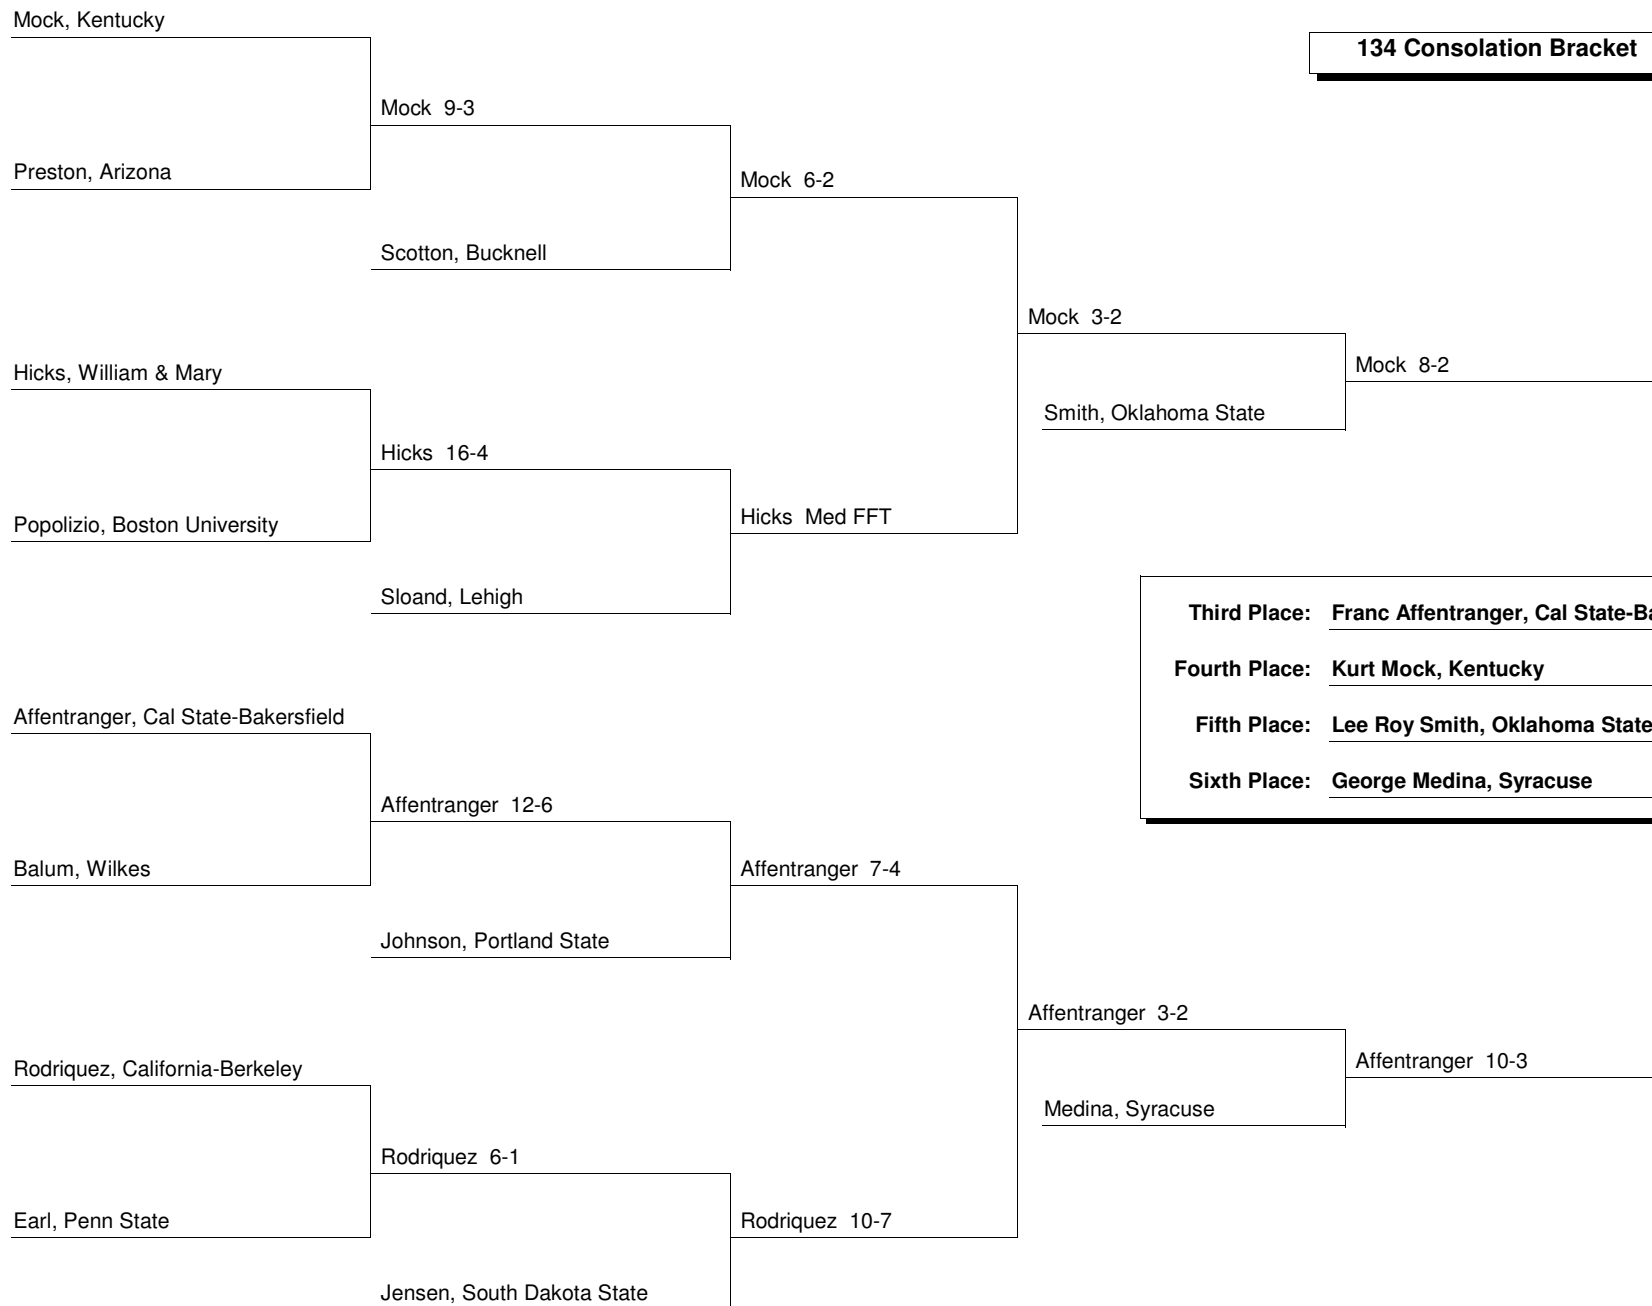 Mock, Kentucky
134 Consolation Bracket
Mock 9-3
Preston, Arizona
Mock 6-2
Scotton, Bucknell
Mock 3-2
Hicks, William & Mary
Mock 8-2
Smith, Oklahoma State
Hicks 16-4
Popolizio, Boston University
Hicks Med FFT
Sloand, Lehigh
Third Place: Franc Affentranger, Cal State-Ba
Fourth Place: Kurt Mock, Kentucky
Fifth Place: Lee Roy Smith, Oklahoma State
Sixth Place: George Medina, Syracuse
Affentranger, Cal State-Bakersfield
Affentranger 12-6
Balum, Wilkes
Affentranger 7-4
Johnson, Portland State
Affentranger 3-2
Rodriquez, California-Berkeley
Affentranger 10-3
Medina, Syracuse
Rodriquez 6-1
Earl, Penn State
Rodriquez 10-7
Jensen, South Dakota State